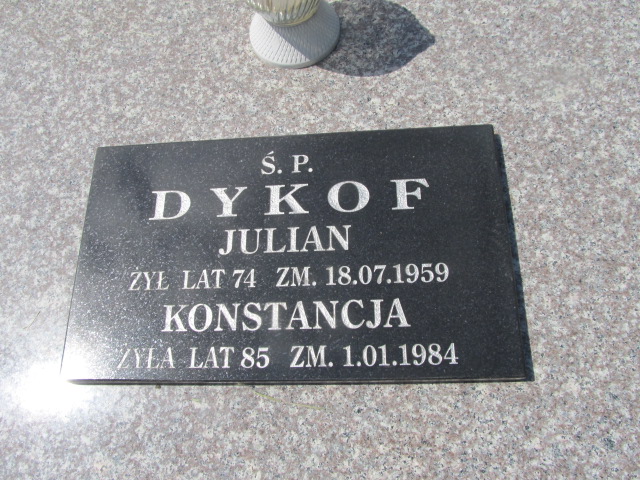 Ś. P.
DYKOF
JULIAN
ŻYŁ LAT 74 ZM. 18.07.1959
KONSTANCJA
ŻYŁA LAT 85 ZM. 1.01.1984